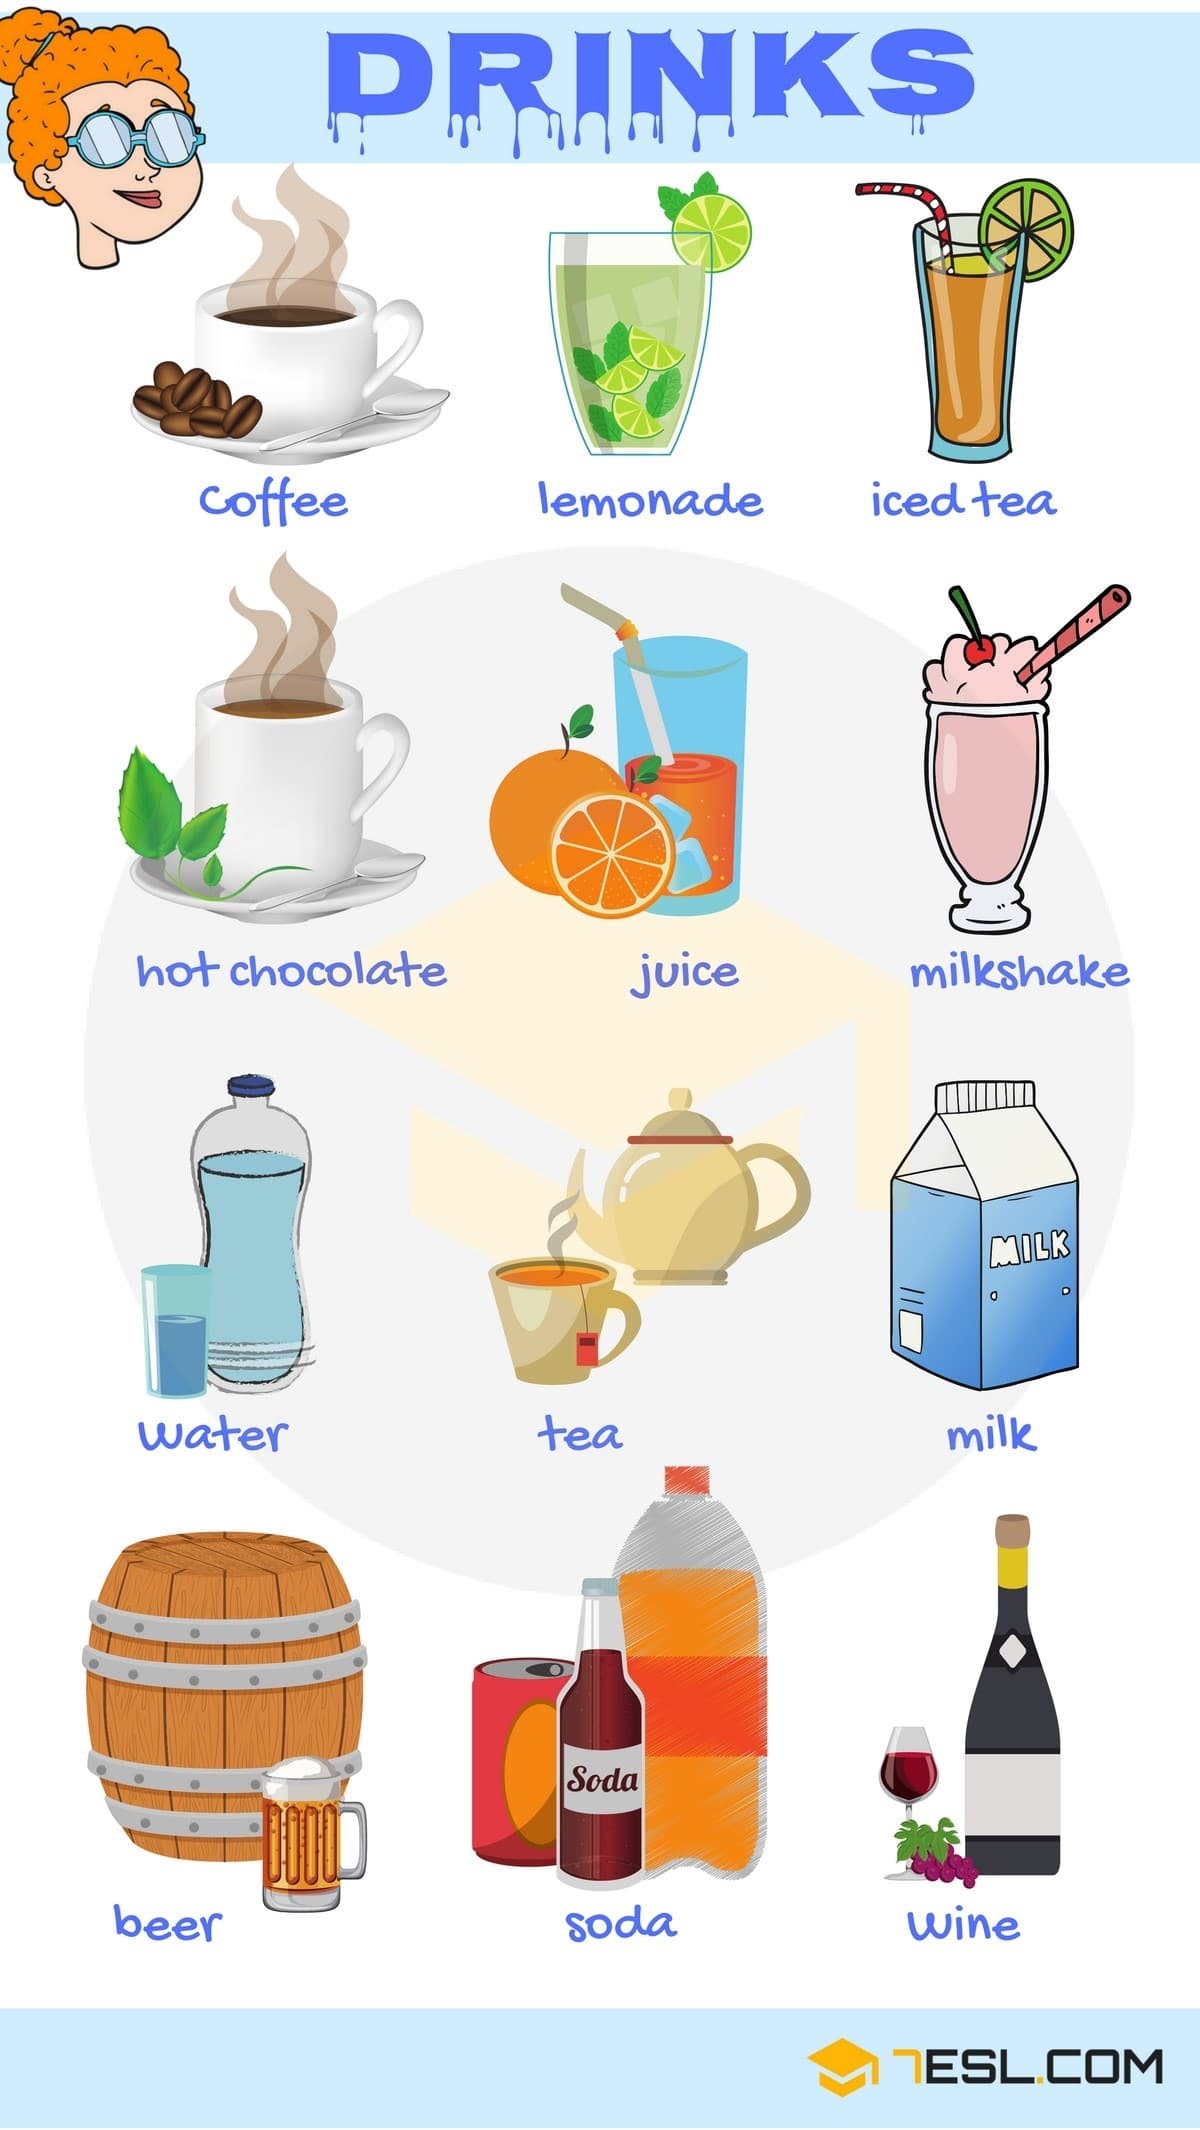 DRINKS
Coffee
lemonade
iced tea
hot chocolate
juice
milkshake
MILK
water
tea
milk
Soda
beer
soda
wine
7ESL.COM